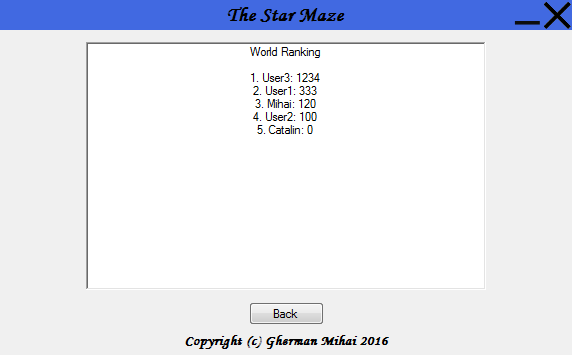 The Star Maze
World Ranking
1. User3: 1234
2. User1: 333
3. Mihai: 120
4. User2: 100
5. Catalin: 0
Back
Copyright (c) Gherman Mihai 2016